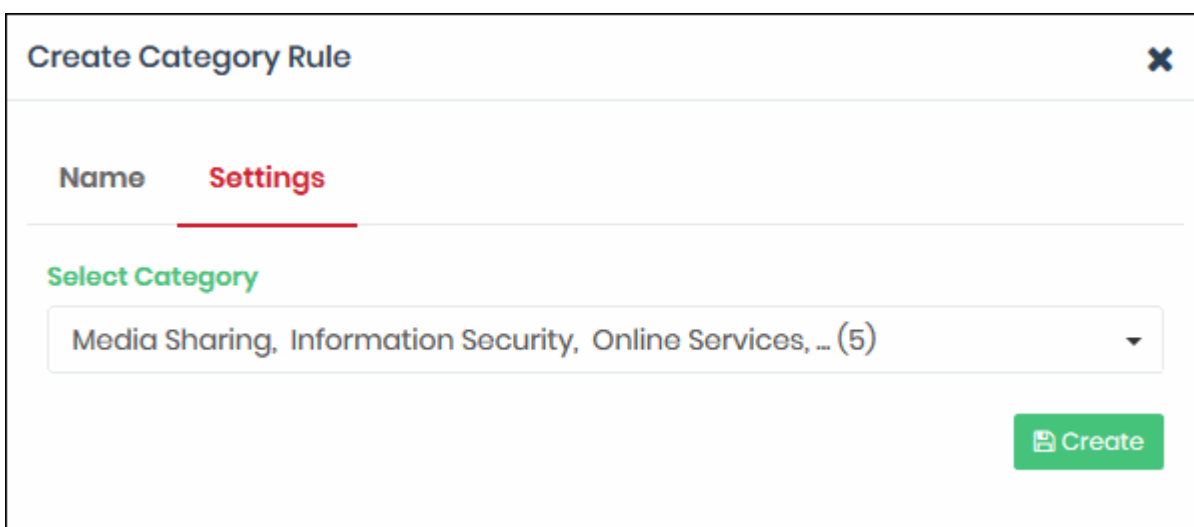 Create Category Rule
Name Settings
Select Category
Media Sharing, Information Security, Online Services, ... (5)
Create